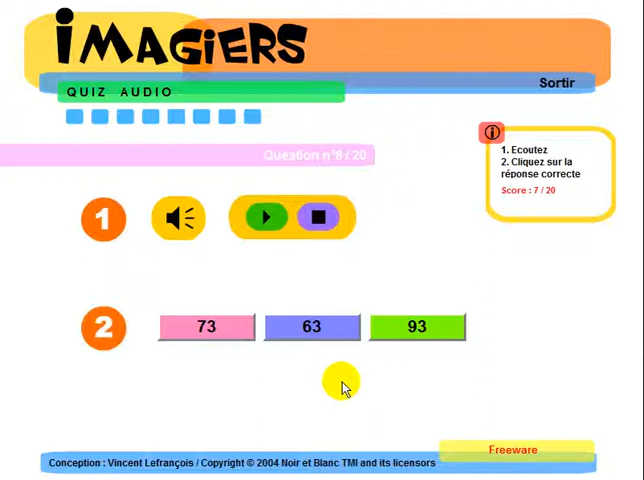 iMAGiERS
QUIZ AUDIO
Sortir
Question n°8 / 20
1. Ecoutez
2. Cliquez sur la
réponse correcte
Score : 7 / 20
1
2
73 63 93
Freeware
Conception : Vincent Lefrançois / Copyright © 2004 Noir et Blanc TMI and its licensors